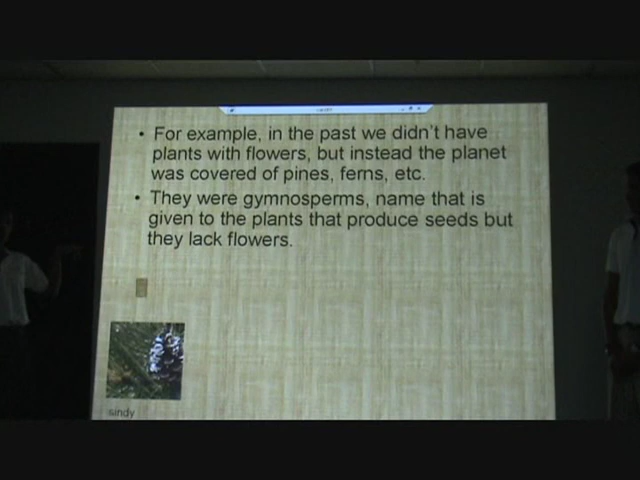 • For example, in the past we didn't have
plants with flowers, but instead the planet
was covered of pines, ferns, etc.
• They were gymnosperms, name that is
given to the plants that produce seeds but
they lack flowers.
sindy